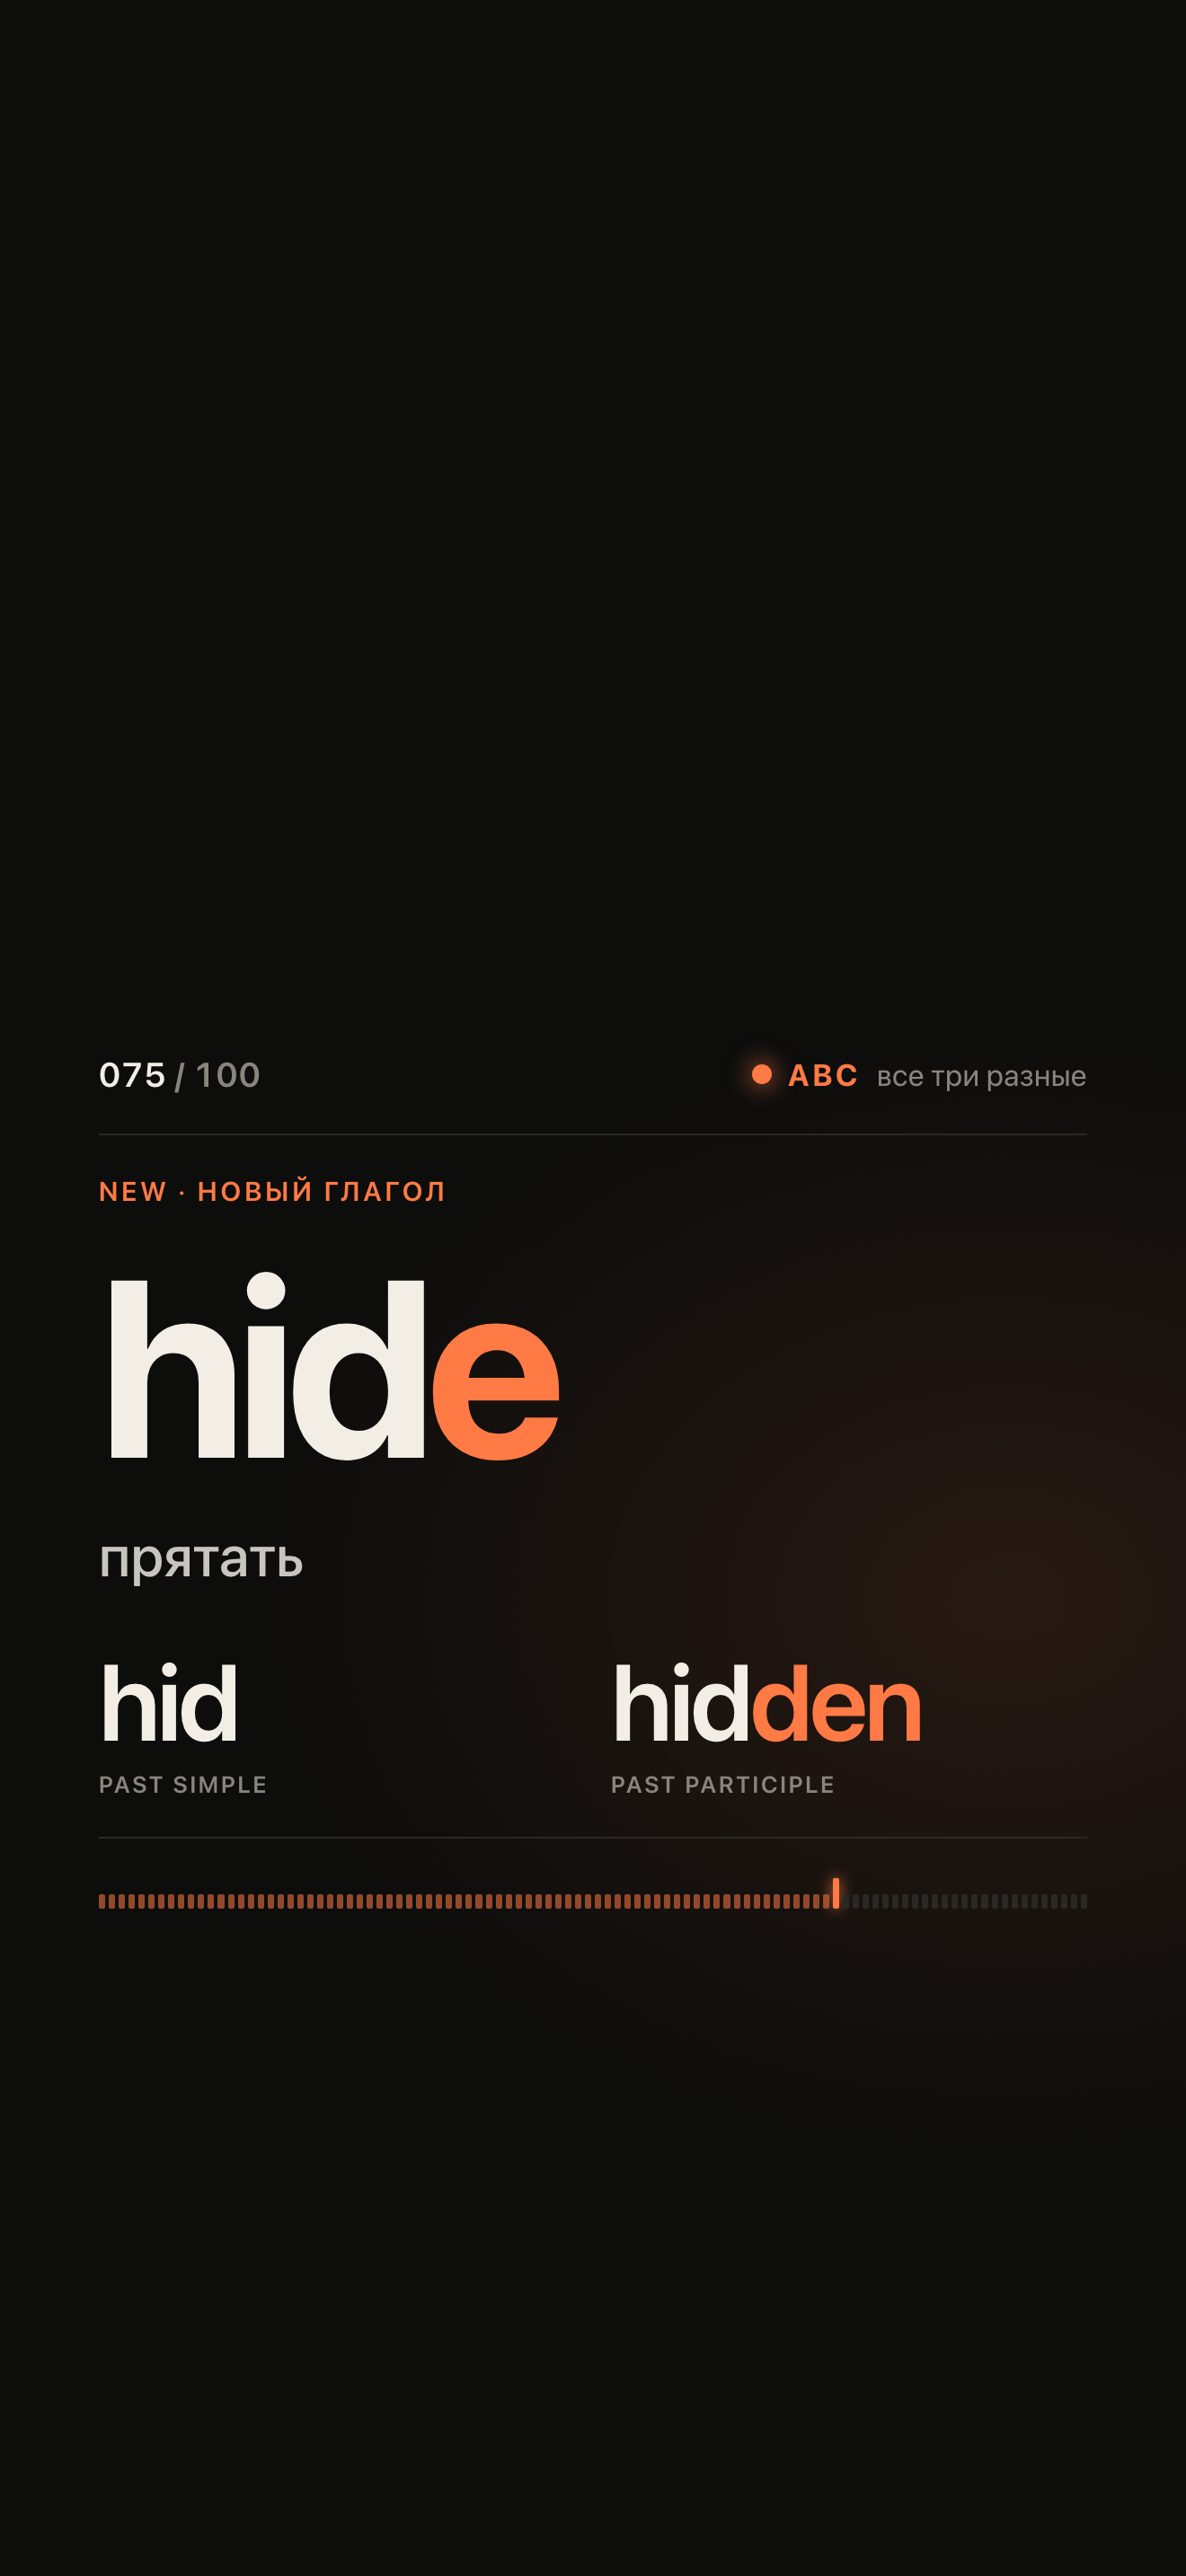 075 / 100
ABC все три разные
NEW · НОВЫЙ ГЛАГОЛ
hide
прятать
hid
hidden
PAST SIMPLE
PAST PARTICIPLE